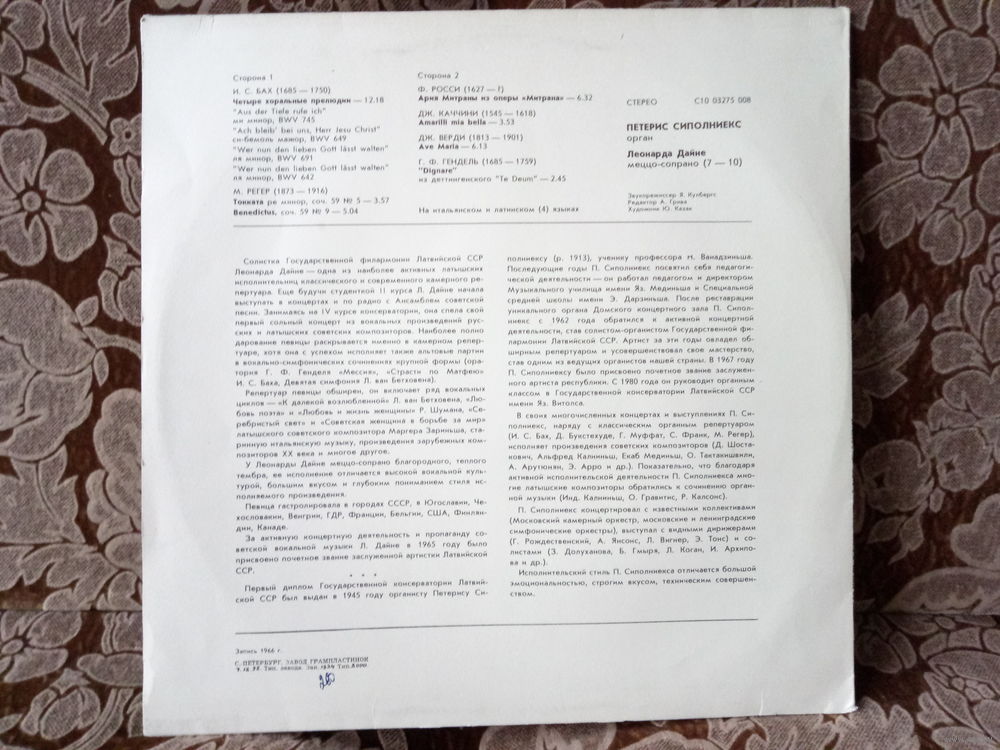 Сторона 1
И. С. БАХ (1685 — 1750)
Четыре хоральные прелюдии — 12.18
"Aus der Tiefe rufe ich"
ми минор, BWV 745
"Ach bleib' bei uns, Herr Jesu Christ"
си-бемоль мажор, BWV 649
"Wer nun den lieben Gott lässt walten"
ля минор, BWV 691
"Wer nun den lieben Gott lässt walten"
ля минор, BWV 642
М. РЕГЕР (1873 — 1916)
Токката ре минор, соч. 59 № 5 — 3.57
Benedictus, соч. 59 № 9 — 5.04
Сторона 2
Ф. РОССИ (1627 — ?)
Ария Митраны из оперы «Митрана» — 6.32
ДЖ. КАЧЧИНИ (1545 — 1618)
Amarilli mia bella — 3.53
ДЖ. ВЕРДИ (1813 — 1901)
Ave Maria — 6.13
Г. Ф. ГЕНДЕЛЬ (1685 — 1759)
"Dignare"
из деттингенского "Te Deum" — 2.45
На итальянском и латинском (4) языках
СТЕРЕО С10 03275 008
ПЕТЕРИС СИПОЛНИЕКС
орган
Леонарда Дайне
меццо-сопрано (7 — 10)
Звукорежиссер Я. Кулбергс
Редактор А. Грива
Художник Ю. Казак
Солистка Государственной филармонии Латвийской ССР
Леонарда Дайне — одна из наиболее активных латышских
исполнительниц классического и современного камерного ре-
пертуара. Еще будучи студенткой II курса Л. Дайне начала
выступать в концертах и по радио с Ансамблем советской
песни. Занимаясь на IV курсе консерватории, она спела свой
первый сольный концерт из вокальных произведений рус-
ских и латышских советских композиторов. Наиболее полно
дарование певицы раскрывается именно в камерном репер-
туаре, хотя она с успехом исполняет также альтовые партии
в вокально-симфонических сочинениях крупной формы (ора-
тория Г. Ф. Генделя «Мессия», «Страсти по Матфею»
И. С. Баха, Девятая симфония Л. ван Бетховена).
Репертуар певицы обширен, он включает ряд вокальных
циклов — «К далекой возлюбленной» Л. ван Бетховена, «Лю-
бовь поэта» и «Любовь и жизнь женщины» Р. Шумана, «Се-
ребристый свет» и «Советская женщина в борьбе за мир»
латышского советского композитора Маргера Зариньша, ста-
ринную итальянскую музыку, произведения зарубежных ком-
позиторов XX века и многое другое.
У Леонарды Дайне меццо-сопрано благородного, теплого
тембра, ее исполнение отличается высокой вокальной куль-
турой, большим вкусом и глубоким пониманием стиля ис-
полняемого произведения.
Певица гастролировала в городах СССР, в Югославии, Че-
хословакии, Венгрии, ГДР, Франции, Бельгии, США, Финлян-
дии, Канаде.
За активную концертную деятельность и пропаганду со-
ветской вокальной музыки Л. Дайне в 1965 году было
присвоено почетное звание заслуженной артистки Латвийской
ССР.
* * *
Первый диплом Государственной консерватории Латвий-
ской ССР был выдан в 1945 году органисту Петерису Си-
полниексу (р. 1913), ученику профессора Н. Ванадзиньша.
Последующие годы П. Сиполниекс посвятил себя педагоги-
ческой деятельности — он работал педагогом и директором
Музыкального училища имени Яз. Мединьша и Специальной
средней школы имени Э. Дарзиньша. После реставрации
уникального органа Домского концертного зала П. Сипол-
ниекс с 1962 года обратился к активной концертной
деятельности, став солистом-органистом Государственной фи-
лармонии Латвийской ССР. Артист за эти годы овладел об-
ширным репертуаром и усовершенствовал свое мастерство,
став одним из ведущих органистов нашей страны. В 1967 году
П. Сиполниексу было присвоено почетное звание заслужен-
ного артиста республики. С 1980 года он руководит органным
классом в Государственной консерватории Латвийской ССР
имени Яз. Витолса.
В своих многочисленных концертах и выступлениях П. Си-
полниекс, наряду с классическим органным репертуаром
(И. С. Бах, Д. Букстехуде, Г. Муффат, С. Франк, М. Регер),
исполняет произведения советских композиторов (Д. Шоста-
кович, Альфред Калниньш, Екаб Мединьш, О. Тактакишвили,
А. Арутюнян, Э. Арро и др.). Показательно, что благодаря
активной исполнительской деятельности П. Сиполниекса мно-
гие латышские композиторы обратились к сочинению орган-
ной музыки (Инд. Калниньш, О. Гравитис, Р. Калсонс).
П. Сиполниекс концертировал с известными коллективами
(Московский камерный оркестр, московские и ленинградские
симфонические оркестры), выступал с видными дирижерами
(Г. Рождественский, А. Янсонс, Л. Вигнер, Э. Тонс) и со-
листами (З. Долуханова, Б. Гмыря, Л. Коган, И. Архипо-
ва и др.).
Исполнительский стиль П. Сиполниекса отличается большой
эмоциональностью, строгим вкусом, техническим совершен-
ством.
Запись 1966 г.
С. ПЕТЕРБУРГ, ЗАВОД ГРАМПЛАСТИНОК
Тип. завода. Зак.